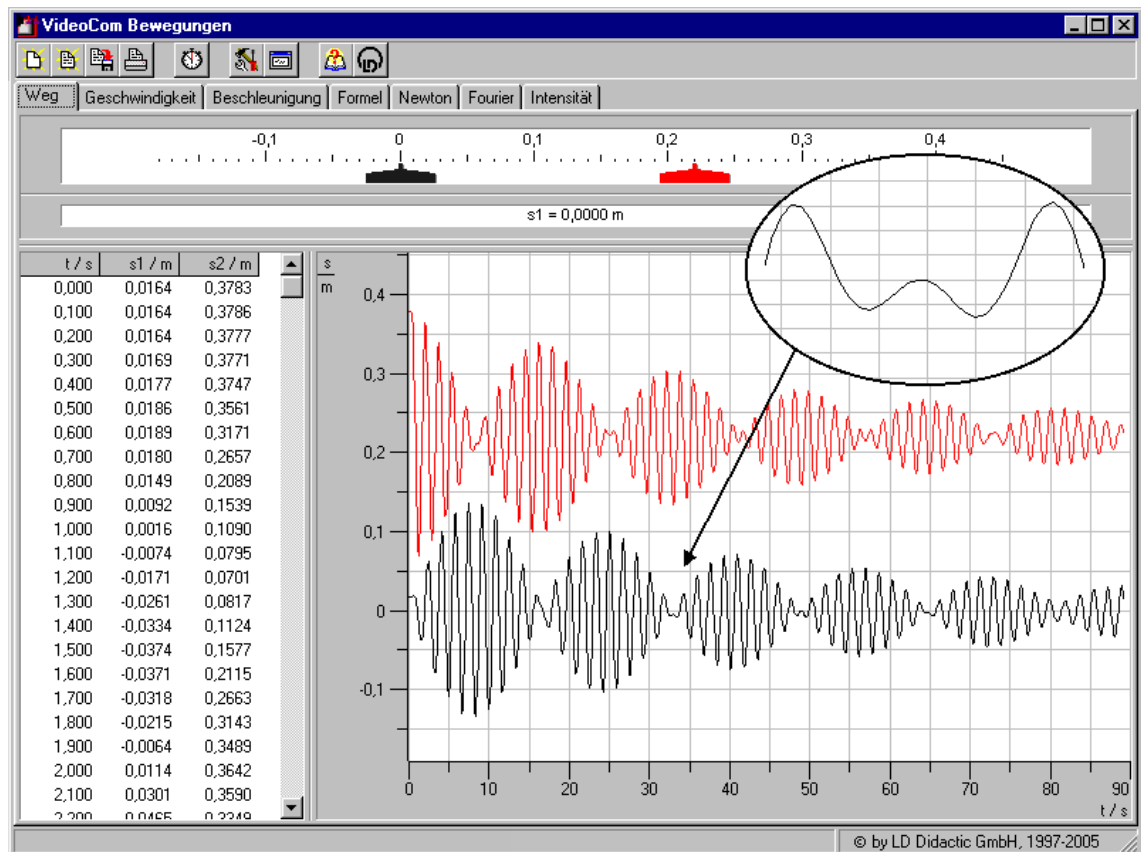 VideoCom Bewegungen
Weg Geschwindigkeit Beschleunigung Formel Newton Fourier Intensität
-0,1 0 0,1 0,2 0,3 0,4
s1 = 0,0000 m
t / s s1 / m s2 / m
0,000 0,0164 0,3783
0,100 0,0164 0,3786
0,200 0,0164 0,3777
0,300 0,0169 0,3771
0,400 0,0177 0,3747
0,500 0,0186 0,3561
0,600 0,0189 0,3171
0,700 0,0180 0,2657
0,800 0,0149 0,2089
0,900 0,0092 0,1539
1,000 0,0016 0,1090
1,100 -0,0074 0,0795
1,200 -0,0171 0,0701
1,300 -0,0261 0,0817
1,400 -0,0334 0,1124
1,500 -0,0374 0,1577
1,600 -0,0371 0,2115
1,700 -0,0318 0,2663
1,800 -0,0215 0,3143
1,900 -0,0064 0,3489
2,000 0,0114 0,3642
2,100 0,0301 0,3590
s
m
0,4
0,3
0,2
0,1
0
-0,1
0 10 20 30 40 50 60 70 80 90
t / s
© by LD Didactic GmbH, 1997-2005